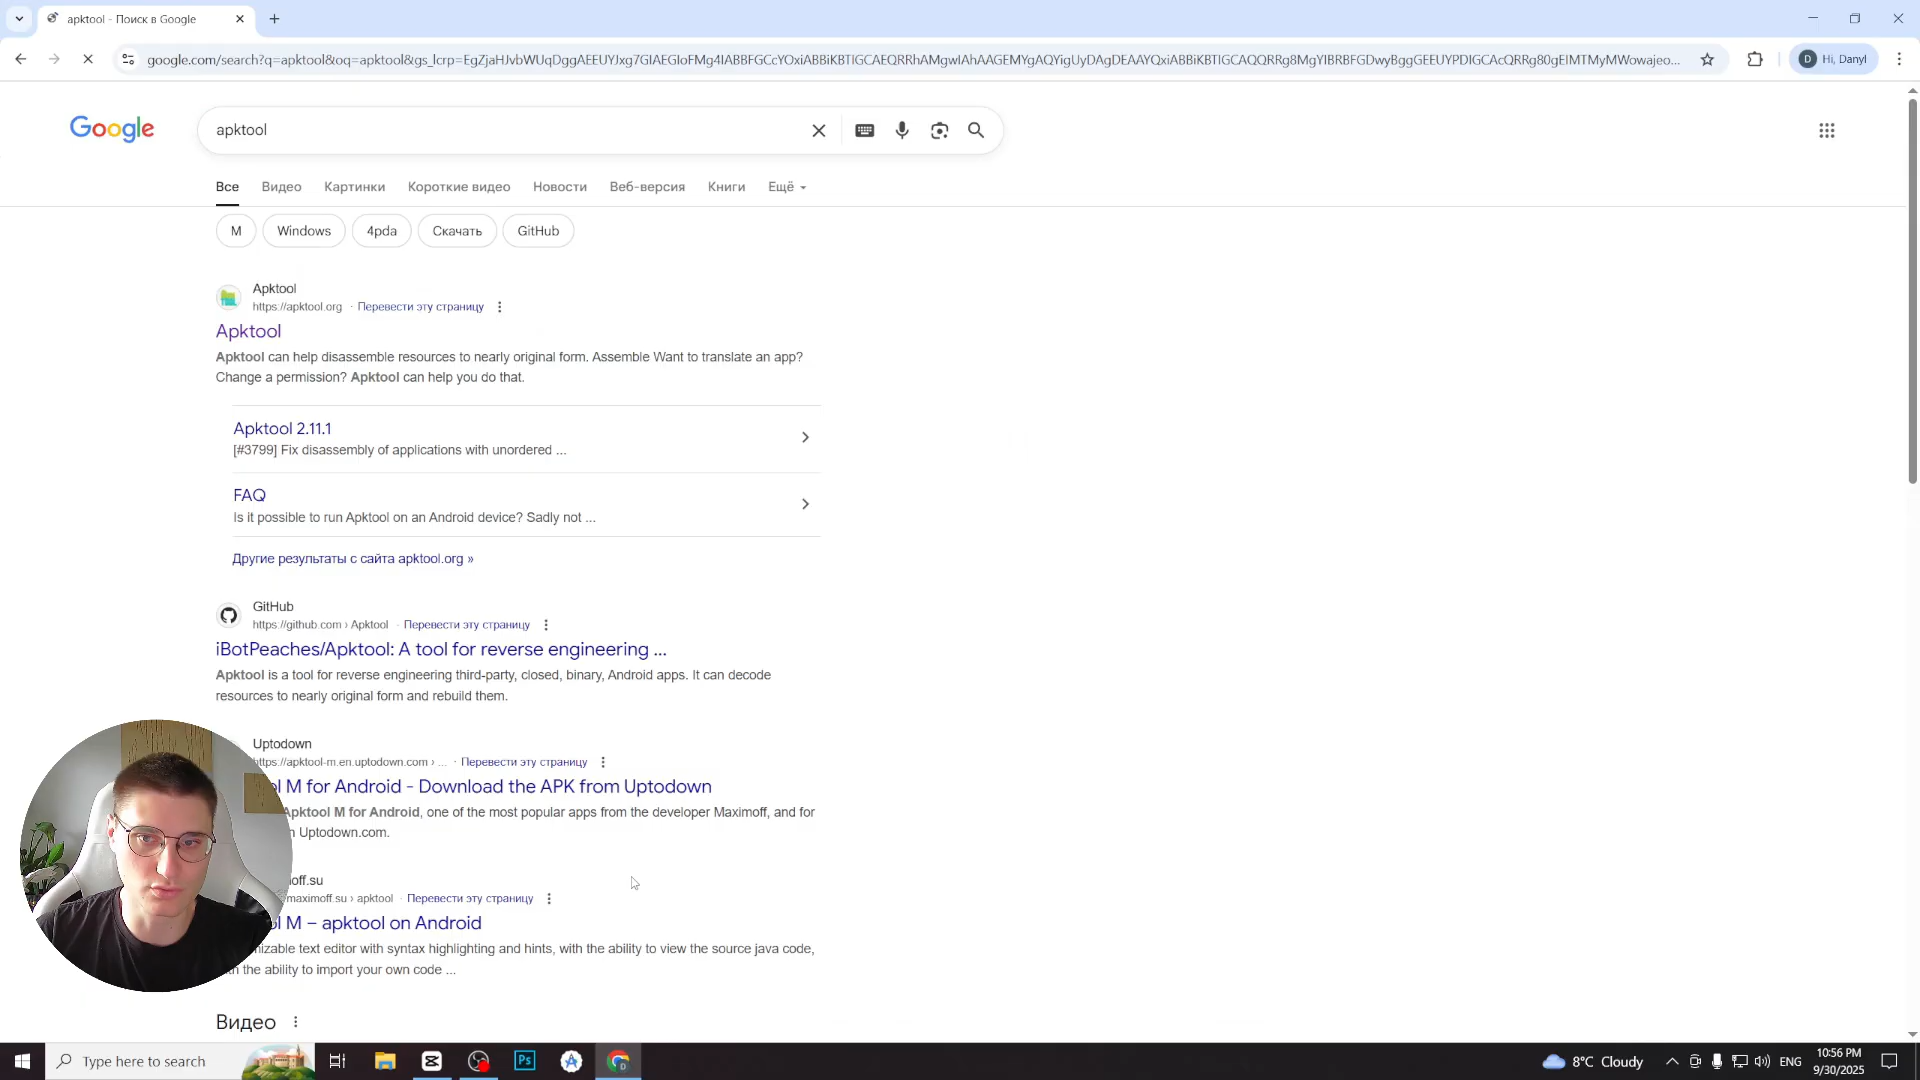 apktool - Поиск в Google
google.com/search?q=apktool&oq=apktool&gs_lcrp=
Hi, Danyl
Google
apktool
Все
Видео
Картинки
Короткие видео
Новости
Веб-версия
Книги
Ещё
M
Windows
4pda
Скачать
GitHub
Apktool
https://apktool.org · Перевести эту страницу
Apktool
Apktool can help disassemble resources to nearly original form. Assemble Want to translate an app?
Change a permission? Apktool can help you do that.
Apktool 2.11.1
[#3799] Fix disassembly of applications with unordered ...
FAQ
Is it possible to run Apktool on an Android device? Sadly not ...
Другие результаты с сайта apktool.org »
GitHub
https://github.com › Apktool · Перевести эту страницу
iBotPeaches/Apktool: A tool for reverse engineering ...
Apktool is a tool for reverse engineering third-party, closed, binary, Android apps. It can decode
resources to nearly original form and rebuild them.
Uptodown
https://apktool-m.en.uptodown.com › ... · Перевести эту страницу
M for Android - Download the APK from Uptodown
Apktool M for Android, one of the most popular apps from the developer Maximoff, and for
Uptodown.com.
maximoff.su › apktool · Перевести эту страницу
M – apktool on Android
text editor with syntax highlighting and hints, with the ability to view the source java code,
the ability to import your own code ...
Видео
Type here to search
Ps
D
8°C Cloudy
ENG
10:56 PM
9/30/2025